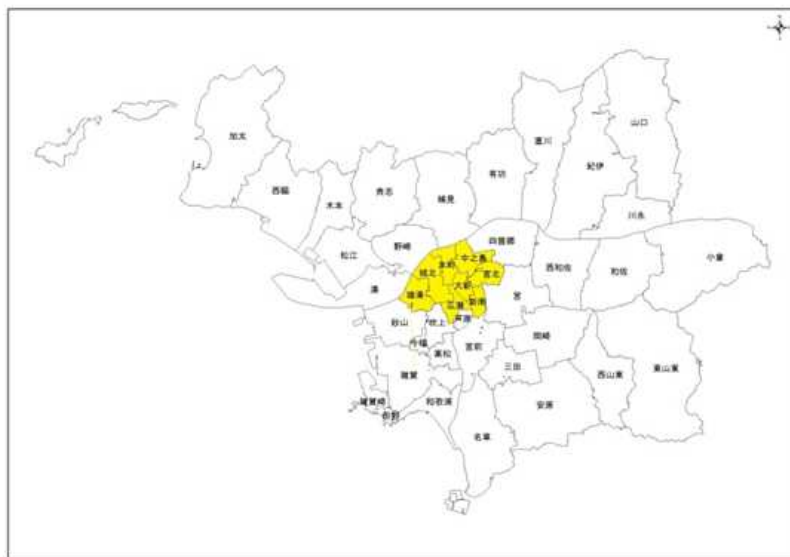 加太
山口
直川
紀伊
有功
西脇
木本
貴志
楠見
川永
四箇郷
野崎
松江
中之島
本町
宮北
城北
西和佐
和佐
小倉
湊
大新
雄湊
新南
広瀬
宮
砂山
吹上
芦原
岡崎
今福
高松
宮前
三田
雑賀
西山東
東山東
雑賀崎
和歌浦
田野
安原
名草